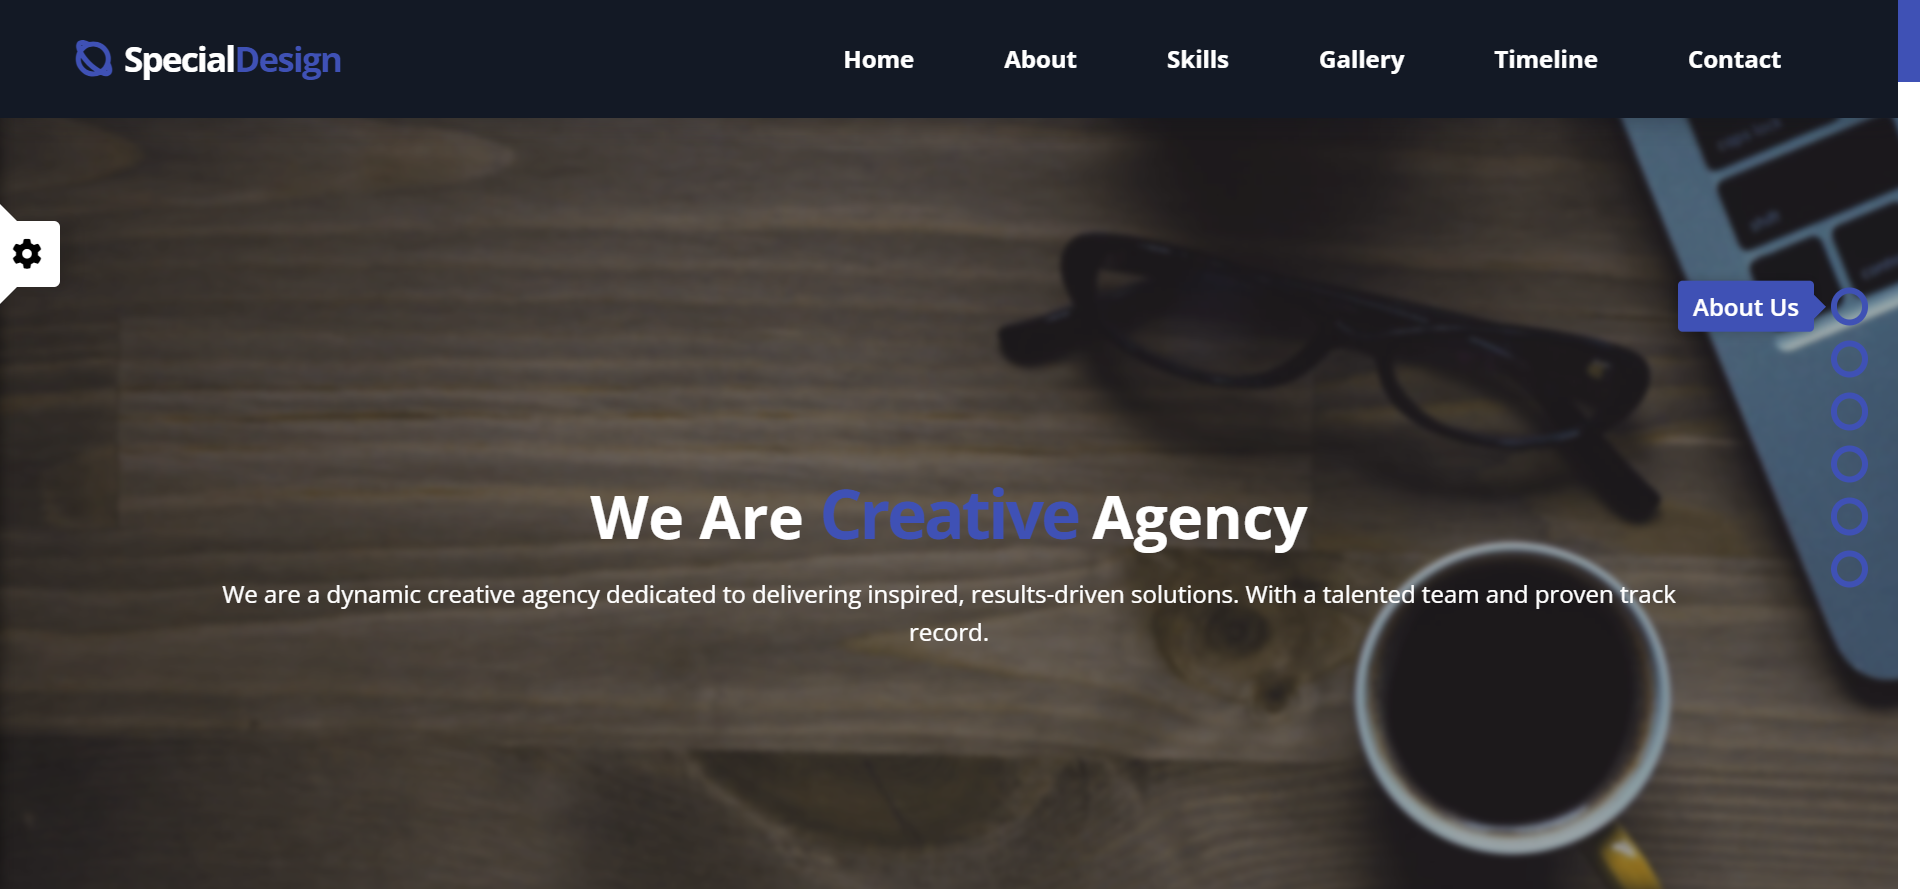 SpecialDesign
Home About Skills Gallery Timeline Contact
About Us
We Are Creative Agency
We are a dynamic creative agency dedicated to delivering inspired, results-driven solutions. With a talented team and proven track
record.